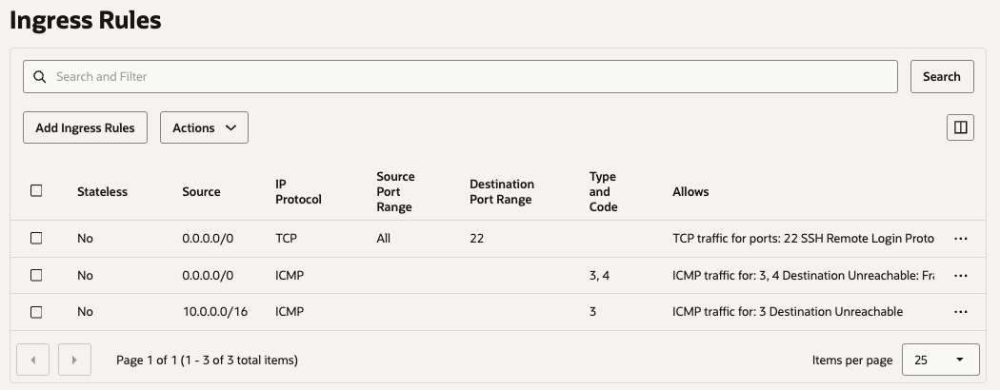 Ingress Rules
Search and Filter
Search
Add Ingress Rules
Actions
Stateless Source IP Protocol Source Port Range Destination Port Range Type and Code Allows
No 0.0.0.0/0 TCP All 22 TCP traffic for ports: 22 SSH Remote Login Proto ...
No 0.0.0.0/0 ICMP 3, 4 ICMP traffic for: 3, 4 Destination Unreachable: Fra ...
No 10.0.0.0/16 ICMP 3 ICMP traffic for: 3 Destination Unreachable ...
Page 1 of 1 (1 - 3 of 3 total items) Items per page 25